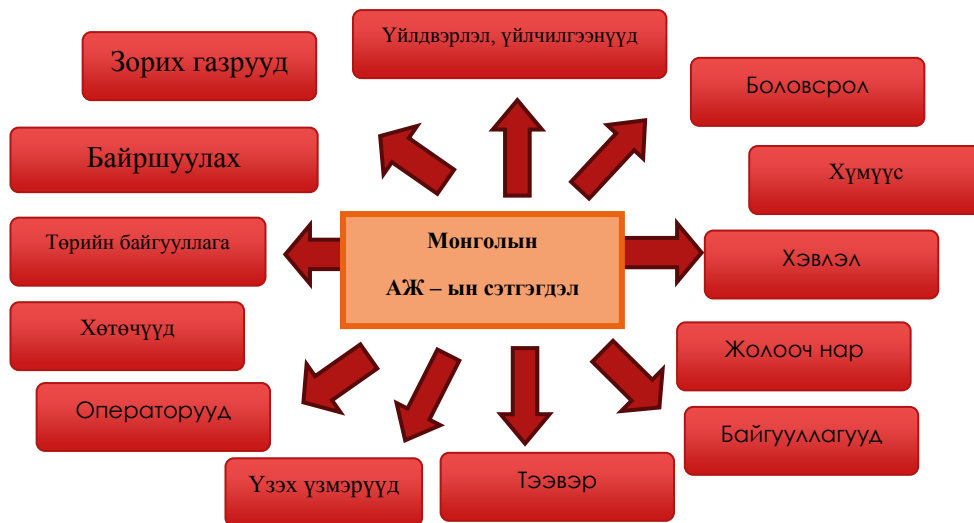 Үйлдвэрлэл, үйлчилгээнүүд
Зорих газрууд
Боловсрол
Байршуулах
Хүмүүс
Төрийн байгууллага
Монголын
АЖ – ын сэтгэгдэл
Хэвлэл
Хөтөчүүд
Жолооч нар
Операторууд
Байгууллагууд
Үзэх үзмэрүүд
Тээвэр